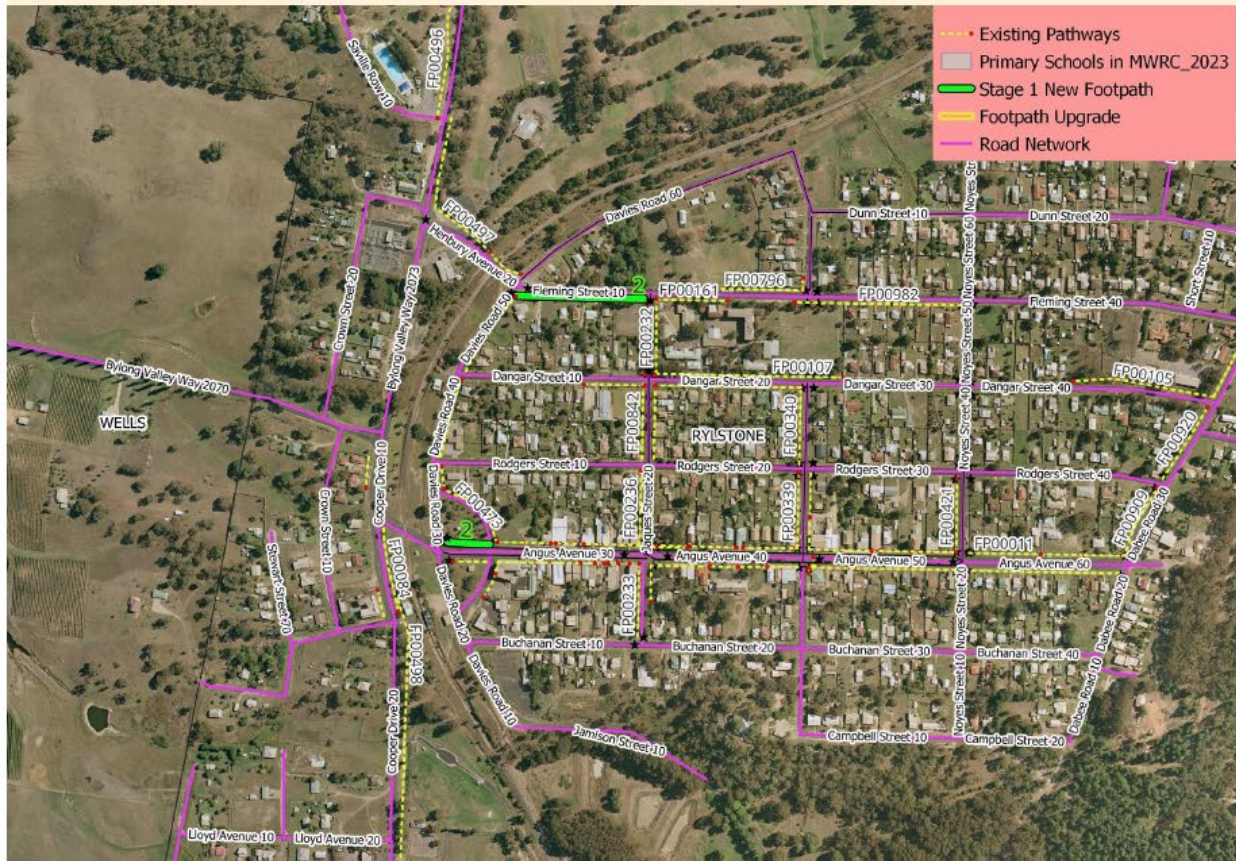 Existing Pathways
Primary Schools in MWRC_2023
Stage 1 New Footpath
Footpath Upgrade
Road Network
Saville Row 10
FP00496
FP00497
Henbury Avenue 20
Davies Road 60
Dunn Street 10
Dunn Street 20
Noyes Street 60
Noyes Str
Short Street 10
Crown Street 20
Bylong Valley Way 2073
Fleming Street 10
2
FP00161
FP00796
FP00982
Fleming Street 40
Davies Road 50
FP00232
Noyes Street 50
Bylong Valley Way 2070
WELLS
Davies Road 40
Dangar Street 10
Dangar Street 20
FP00107
Dangar Street 30
Dangar Street 40
FP00105
FP00842
RYLSTONE
FP00340
Noyes Street 40
FP00920
Cooper Drive 10
Rodgers Street 10
Rodgers Street 20
Rodgers Street 30
Rodgers Street 40
Davies Road 30
FP00473
FP00236
Jaques Street 20
FP00339
FP00421
FP00909
Dabee Road 30
Crown Street 10
Stewart Street 70
FP00084
2
Angus Avenue 30
Angus Avenue 40
Angus Avenue 50
FP00011
Angus Avenue 60
Davies Road 20
FP00233
Noyes Street 20
Dabee Road 20
FP00498
Buchanan Street 10
Buchanan Street 20
Buchanan Street 30
Buchanan Street 40
Cooper Drive 20
Davies Road 10
Noyes Street 10
Dabee Road 10
Jamison Street 10
Campbell Street 10
Campbell Street 20
Lloyd Avenue 10
Lloyd Avenue 20